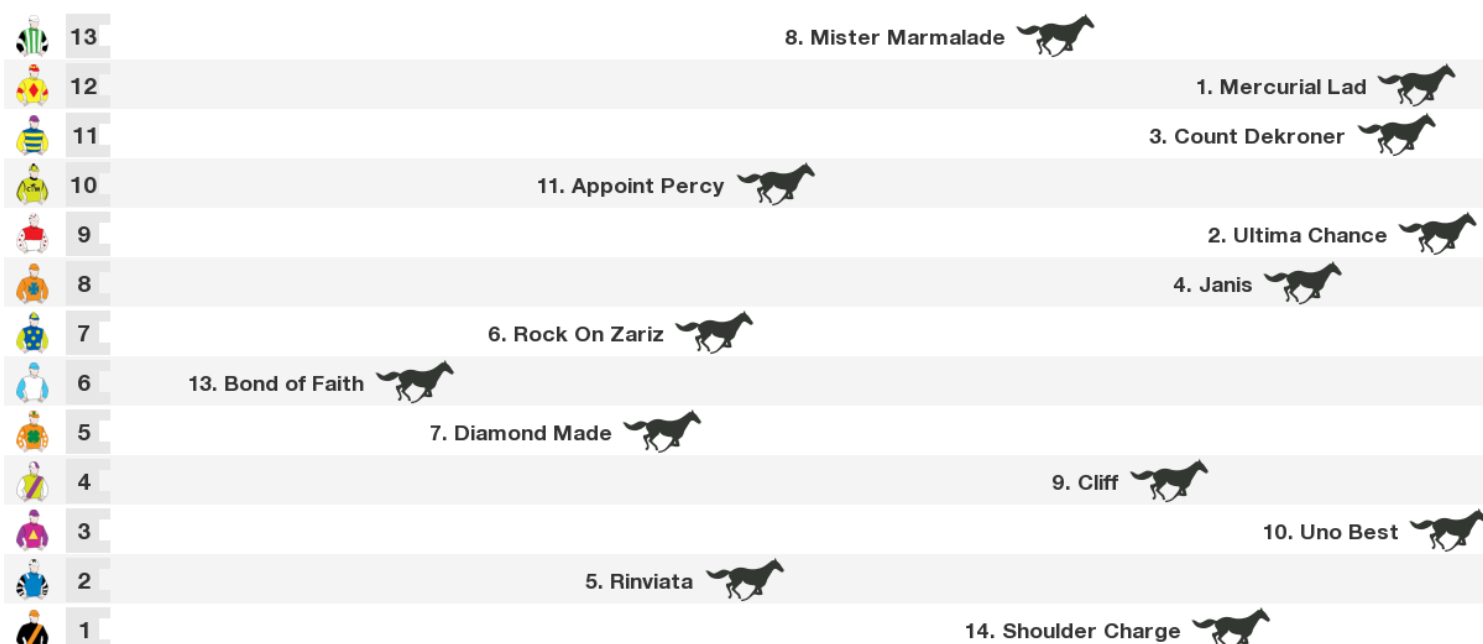 13 8. Mister Marmalade
12 1. Mercurial Lad
11 3. Count Dekroner
10 11. Appoint Percy
9 2. Ultima Chance
8 4. Janis
7 6. Rock On Zariz
6 13. Bond of Faith
5 7. Diamond Made
4 9. Cliff
3 10. Uno Best
2 5. Rinviata
1 14. Shoulder Charge